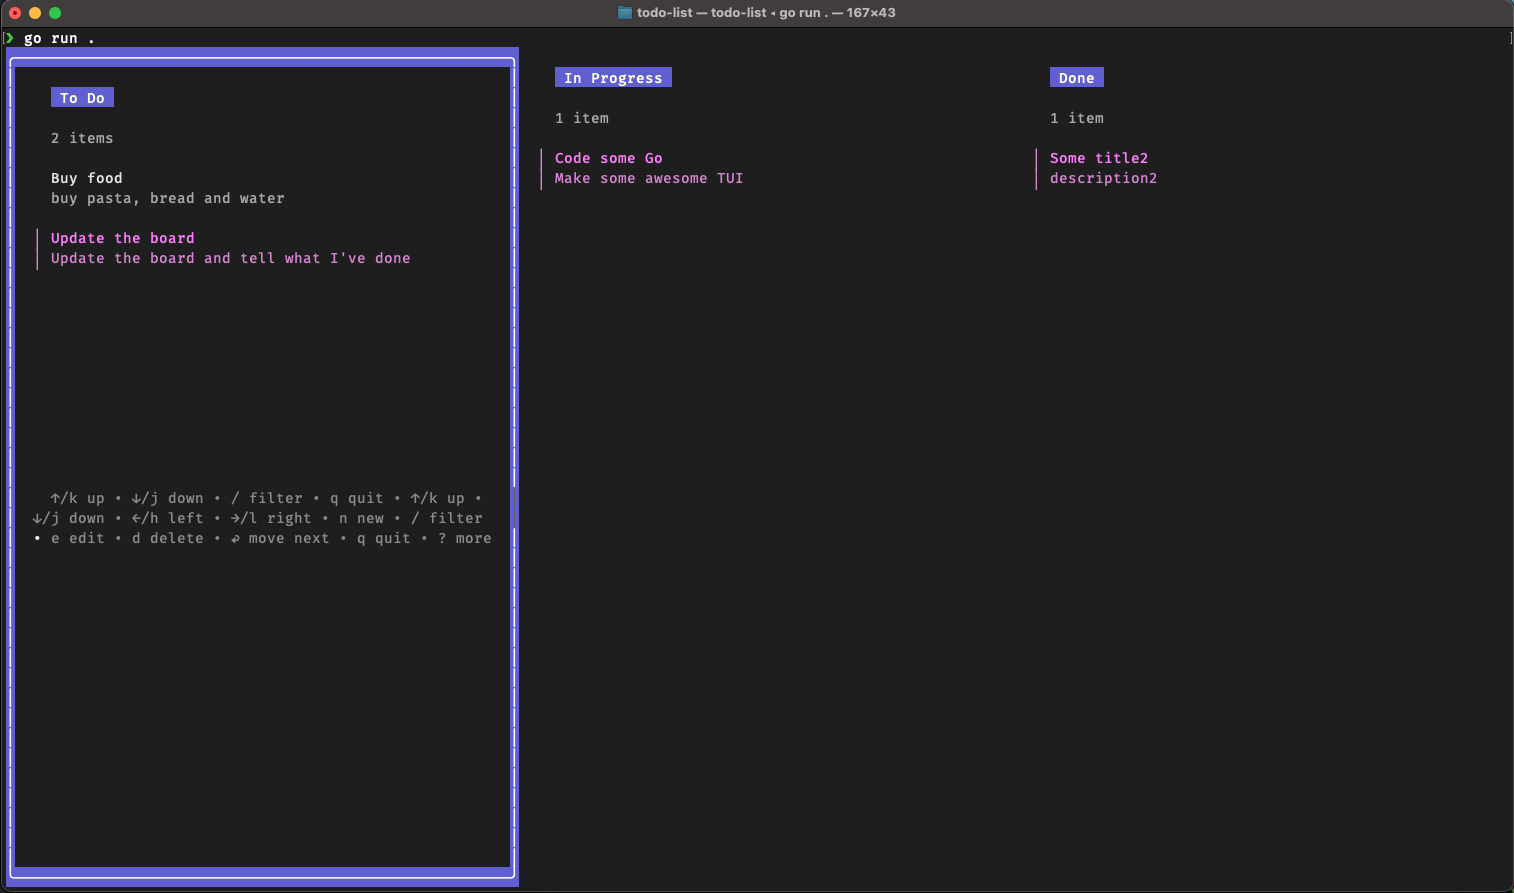 todo-list — todo-list ◂ go run . — 167×43
❯ go run .
To Do
2 items
Buy food
buy pasta, bread and water
Update the board
Update the board and tell what I've done
↑/k up • ↓/j down • / filter • q quit • ↑/k up •
↓/j down • ←/h left • →/l right • n new • / filter
• e edit • d delete • ↩ move next • q quit • ? more
In Progress
1 item
Code some Go
Make some awesome TUI
Done
1 item
Some title2
description2